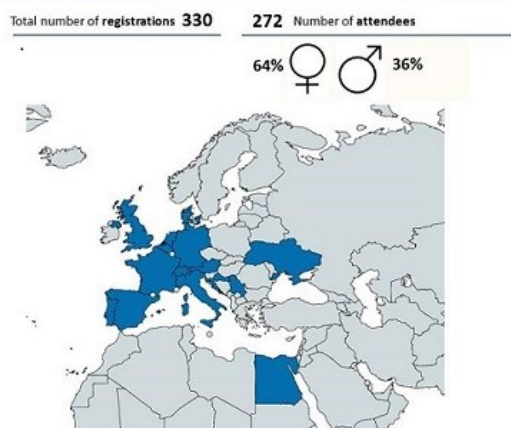 Total number of registrations 330
272 Number of attendees
64%
36%